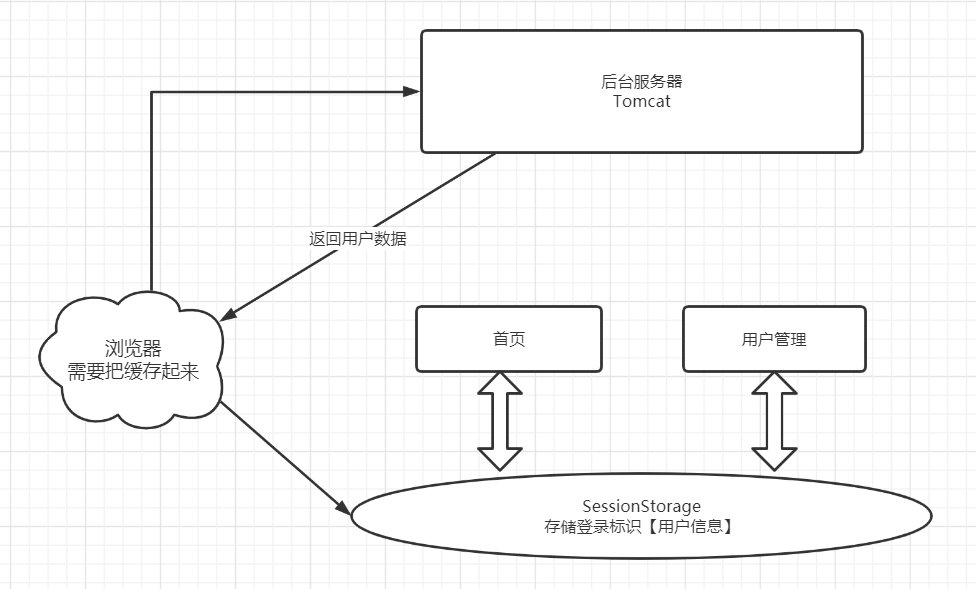 后台服务器
Tomcat
返回用户数据
浏览器
需要把缓存起来
首页
用户管理
SessionStorage
存储登录标识【用户信息】